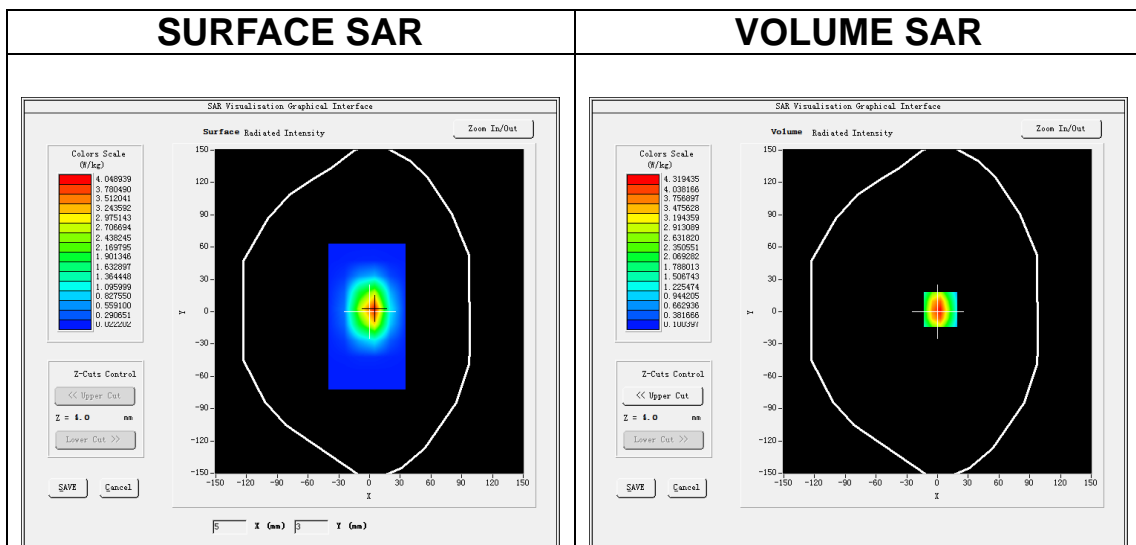 SURFACE SAR
VOLUME SAR
SAR Visualisation Graphical Interface
Surface Radiated Intensity
Zoom In/Out
Colors Scale
(W/kg)
4.048939
3.780490
3.512041
3.243592
2.975143
2.706694
2.438245
2.169795
1.901346
1.632897
1.364448
1.095999
0.827550
0.559100
0.290651
0.022202
150
120
90
60
30
0
-30
-60
-90
-120
-150
Y
-150 -120 -90 -60 -30 0 30 60 90 120 150
X
Z-Cuts Control
<< Upper Cut
Z = 4.0 mm
Lower Cut >>
SAVE
Cancel
5 X (mm) 3 Y (mm)
SAR Visualisation Graphical Interface
Volume Radiated Intensity
Zoom In/Out
Colors Scale
(W/kg)
4.319435
4.038166
3.756897
3.475628
3.194359
2.913089
2.631820
2.350551
2.069282
1.788013
1.506743
1.225474
0.944205
0.662936
0.381666
0.100397
150
120
90
60
30
0
-30
-60
-90
-120
-150
Y
-150 -120 -90 -60 -30 0 30 60 90 120 150
X
Z-Cuts Control
<< Upper Cut
Z = 4.0 mm
Lower Cut >>
SAVE
Cancel